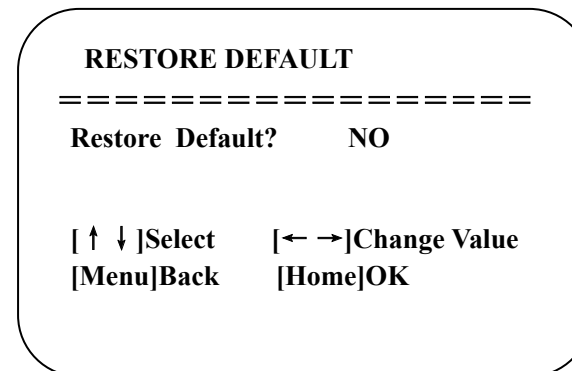 RESTORE DEFAULT
= = = = = = = = = = = = = = = = =
Restore Default? NO
[ ↑ ↓ ]Select [← →]Change Value
[Menu]Back [Home]OK